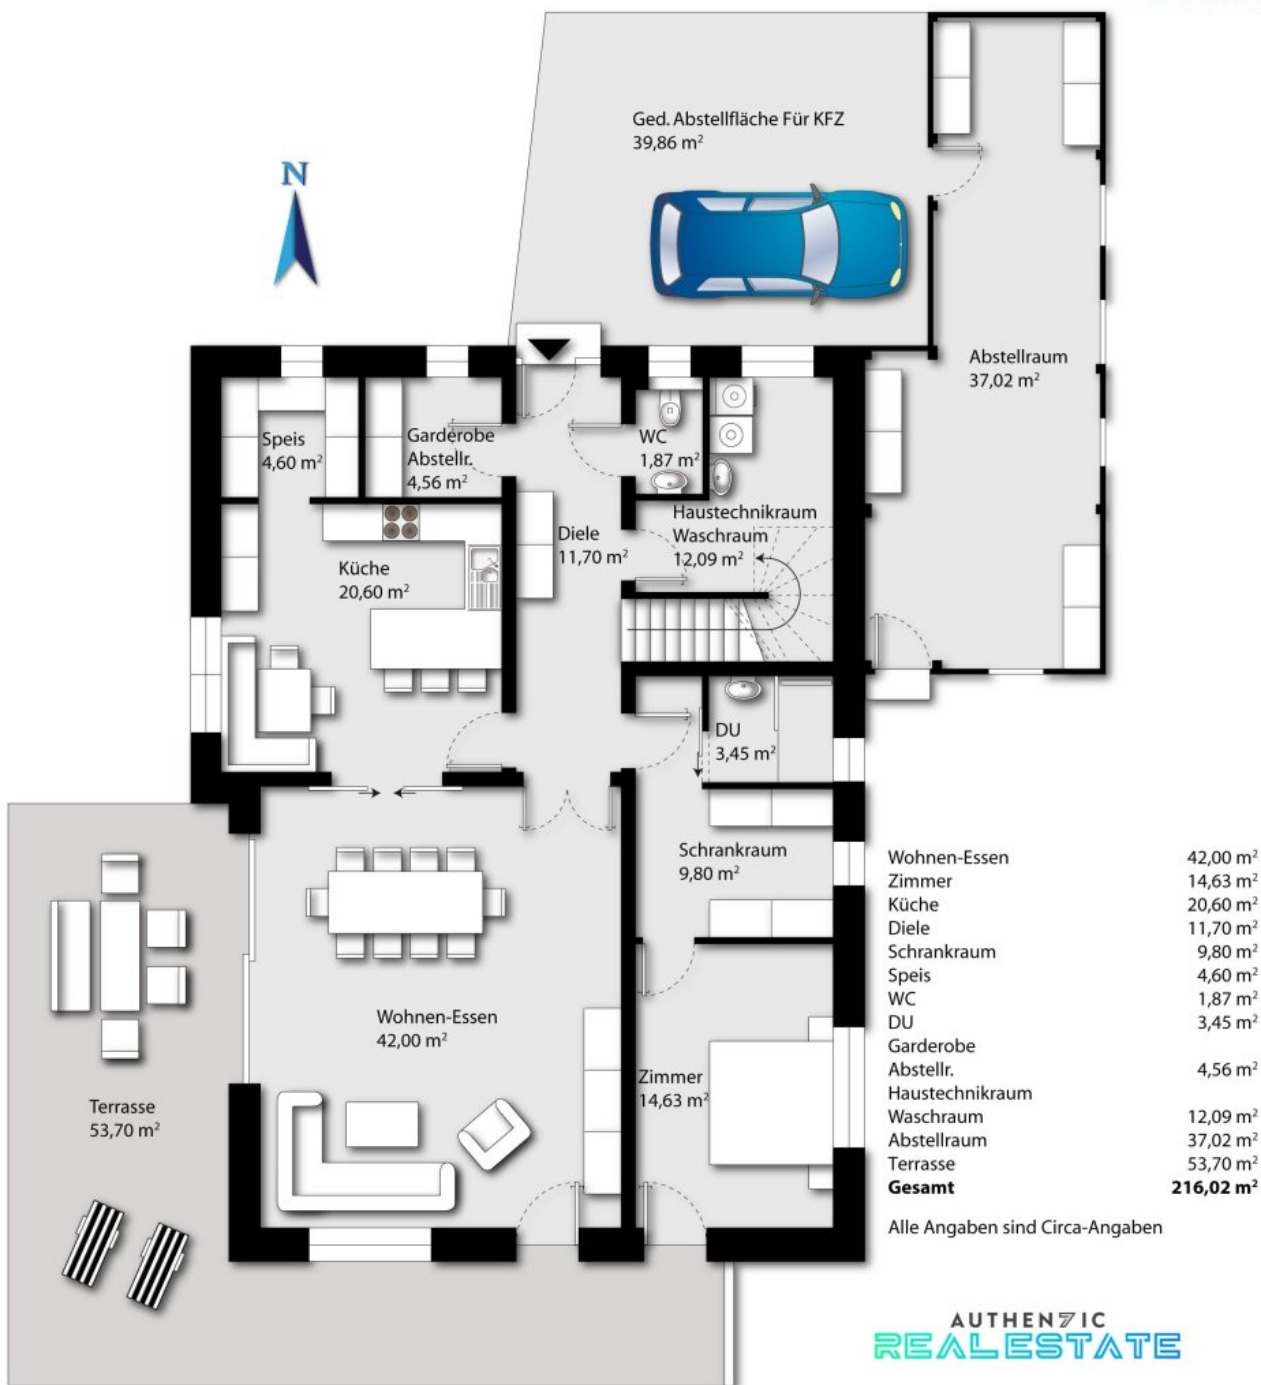 Ged. Abstellfläche Für KFZ
39,86 m²
N
Abstellraum
37,02 m²
Speis
4,60 m²
Garderobe
Abstellr.
4,56 m²
WC
1,87 m²
Haustechnikraum
Waschraum
12,09 m²
Diele
11,70 m²
Küche
20,60 m²
DU
3,45 m²
Schrankraum
9,80 m²
Wohnen-Essen
42,00 m²
Zimmer
14,63 m²
Terrasse
53,70 m²
Wohnen-Essen 42,00 m²
Zimmer 14,63 m²
Küche 20,60 m²
Diele 11,70 m²
Schrankraum 9,80 m²
Speis 4,60 m²
WC 1,87 m²
DU 3,45 m²
Garderobe
Abstellr. 4,56 m²
Haustechnikraum
Waschraum 12,09 m²
Abstellraum 37,02 m²
Terrasse 53,70 m²
Gesamt 216,02 m²
Alle Angaben sind Circa-Angaben
AUTHEN7IC
REALESTATE